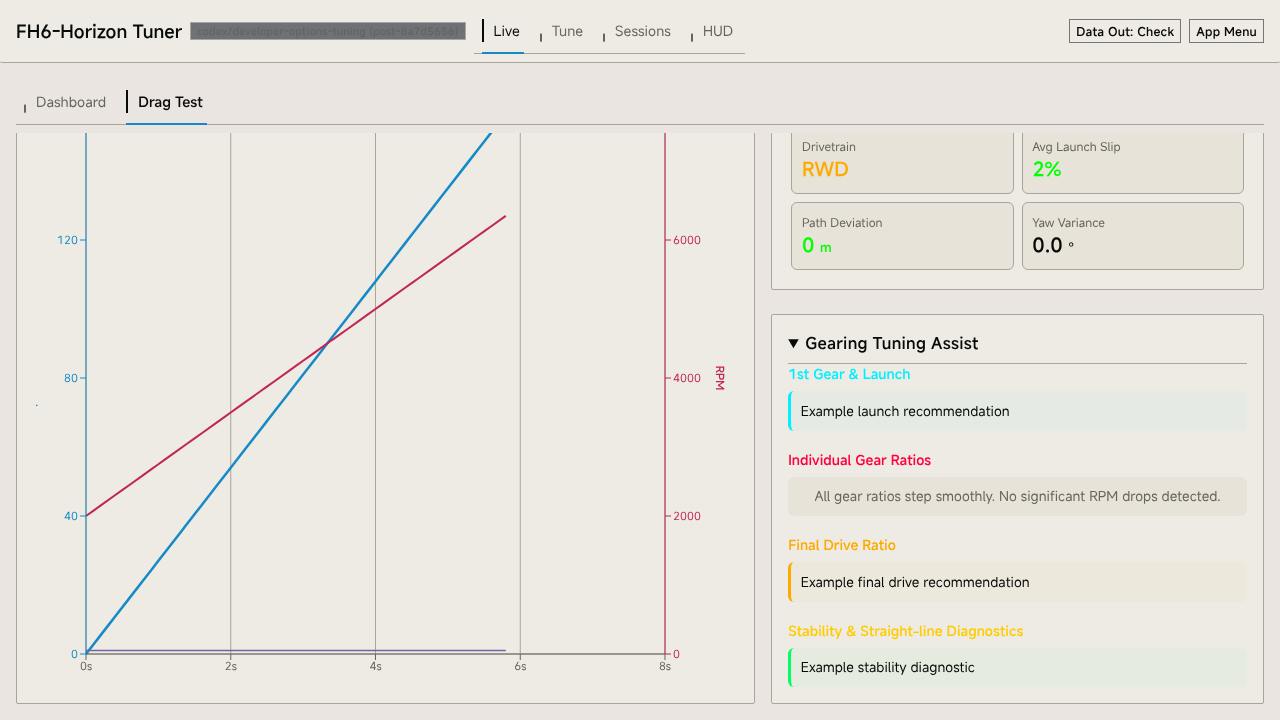 FH6-Horizon Tuner
codex/developer-options-tuning
Live
Tune
Sessions
HUD
Data Out: Check
App Menu
Dashboard
Drag Test
120
80
40
0
0s
2s
4s
6s
8s
6000
4000
2000
0
RPM
Drivetrain
RWD
Avg Launch Slip
2%
Path Deviation
0 m
Yaw Variance
0.0 °
▼ Gearing Tuning Assist
1st Gear & Launch
Example launch recommendation
Individual Gear Ratios
All gear ratios step smoothly. No significant RPM drops detected.
Final Drive Ratio
Example final drive recommendation
Stability & Straight-line Diagnostics
Example stability diagnostic